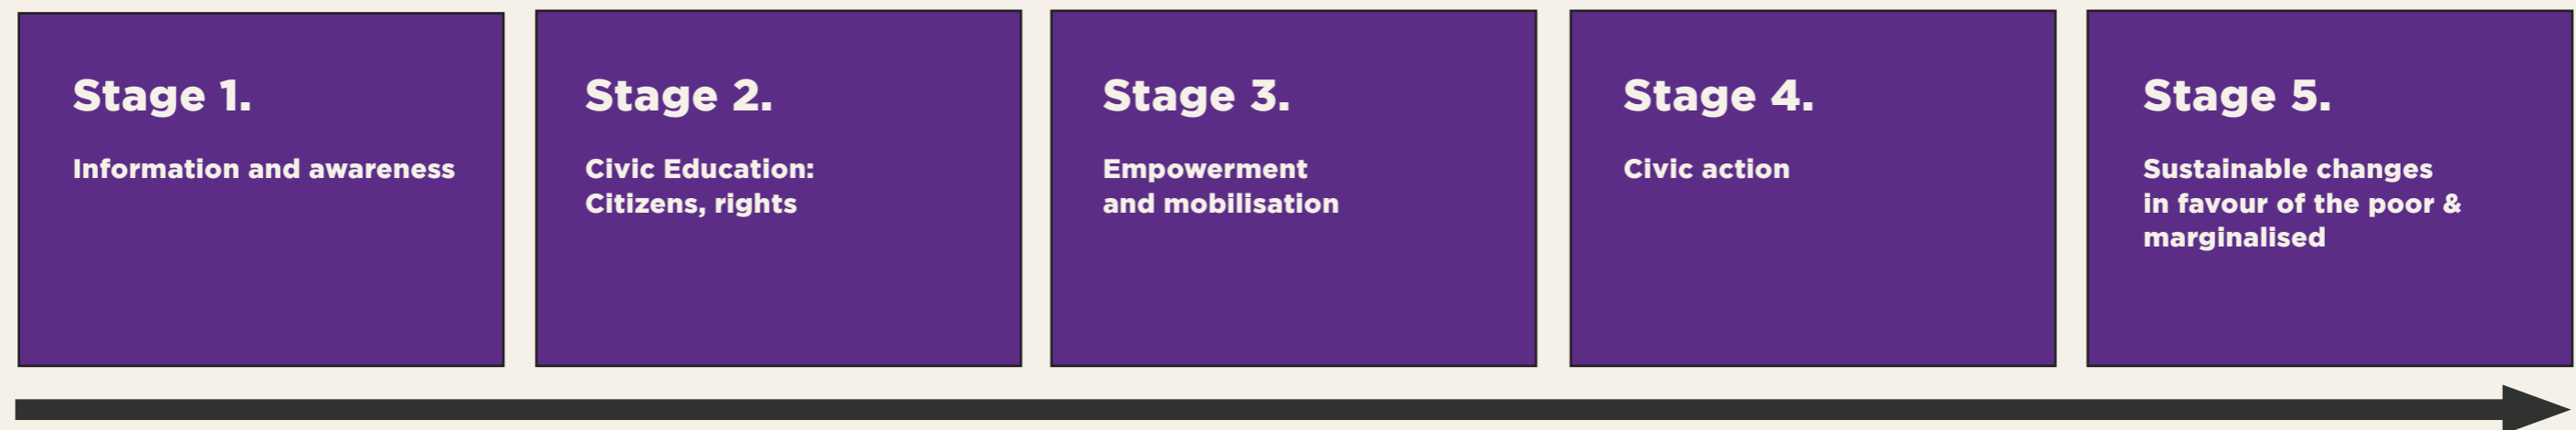 Stage 1.
Information and awareness
Stage 2.
Civic Education:
Citizens, rights
Stage 3.
Empowerment
and mobilisation
Stage 4.
Civic action
Stage 5.
Sustainable changes
in favour of the poor &
marginalised